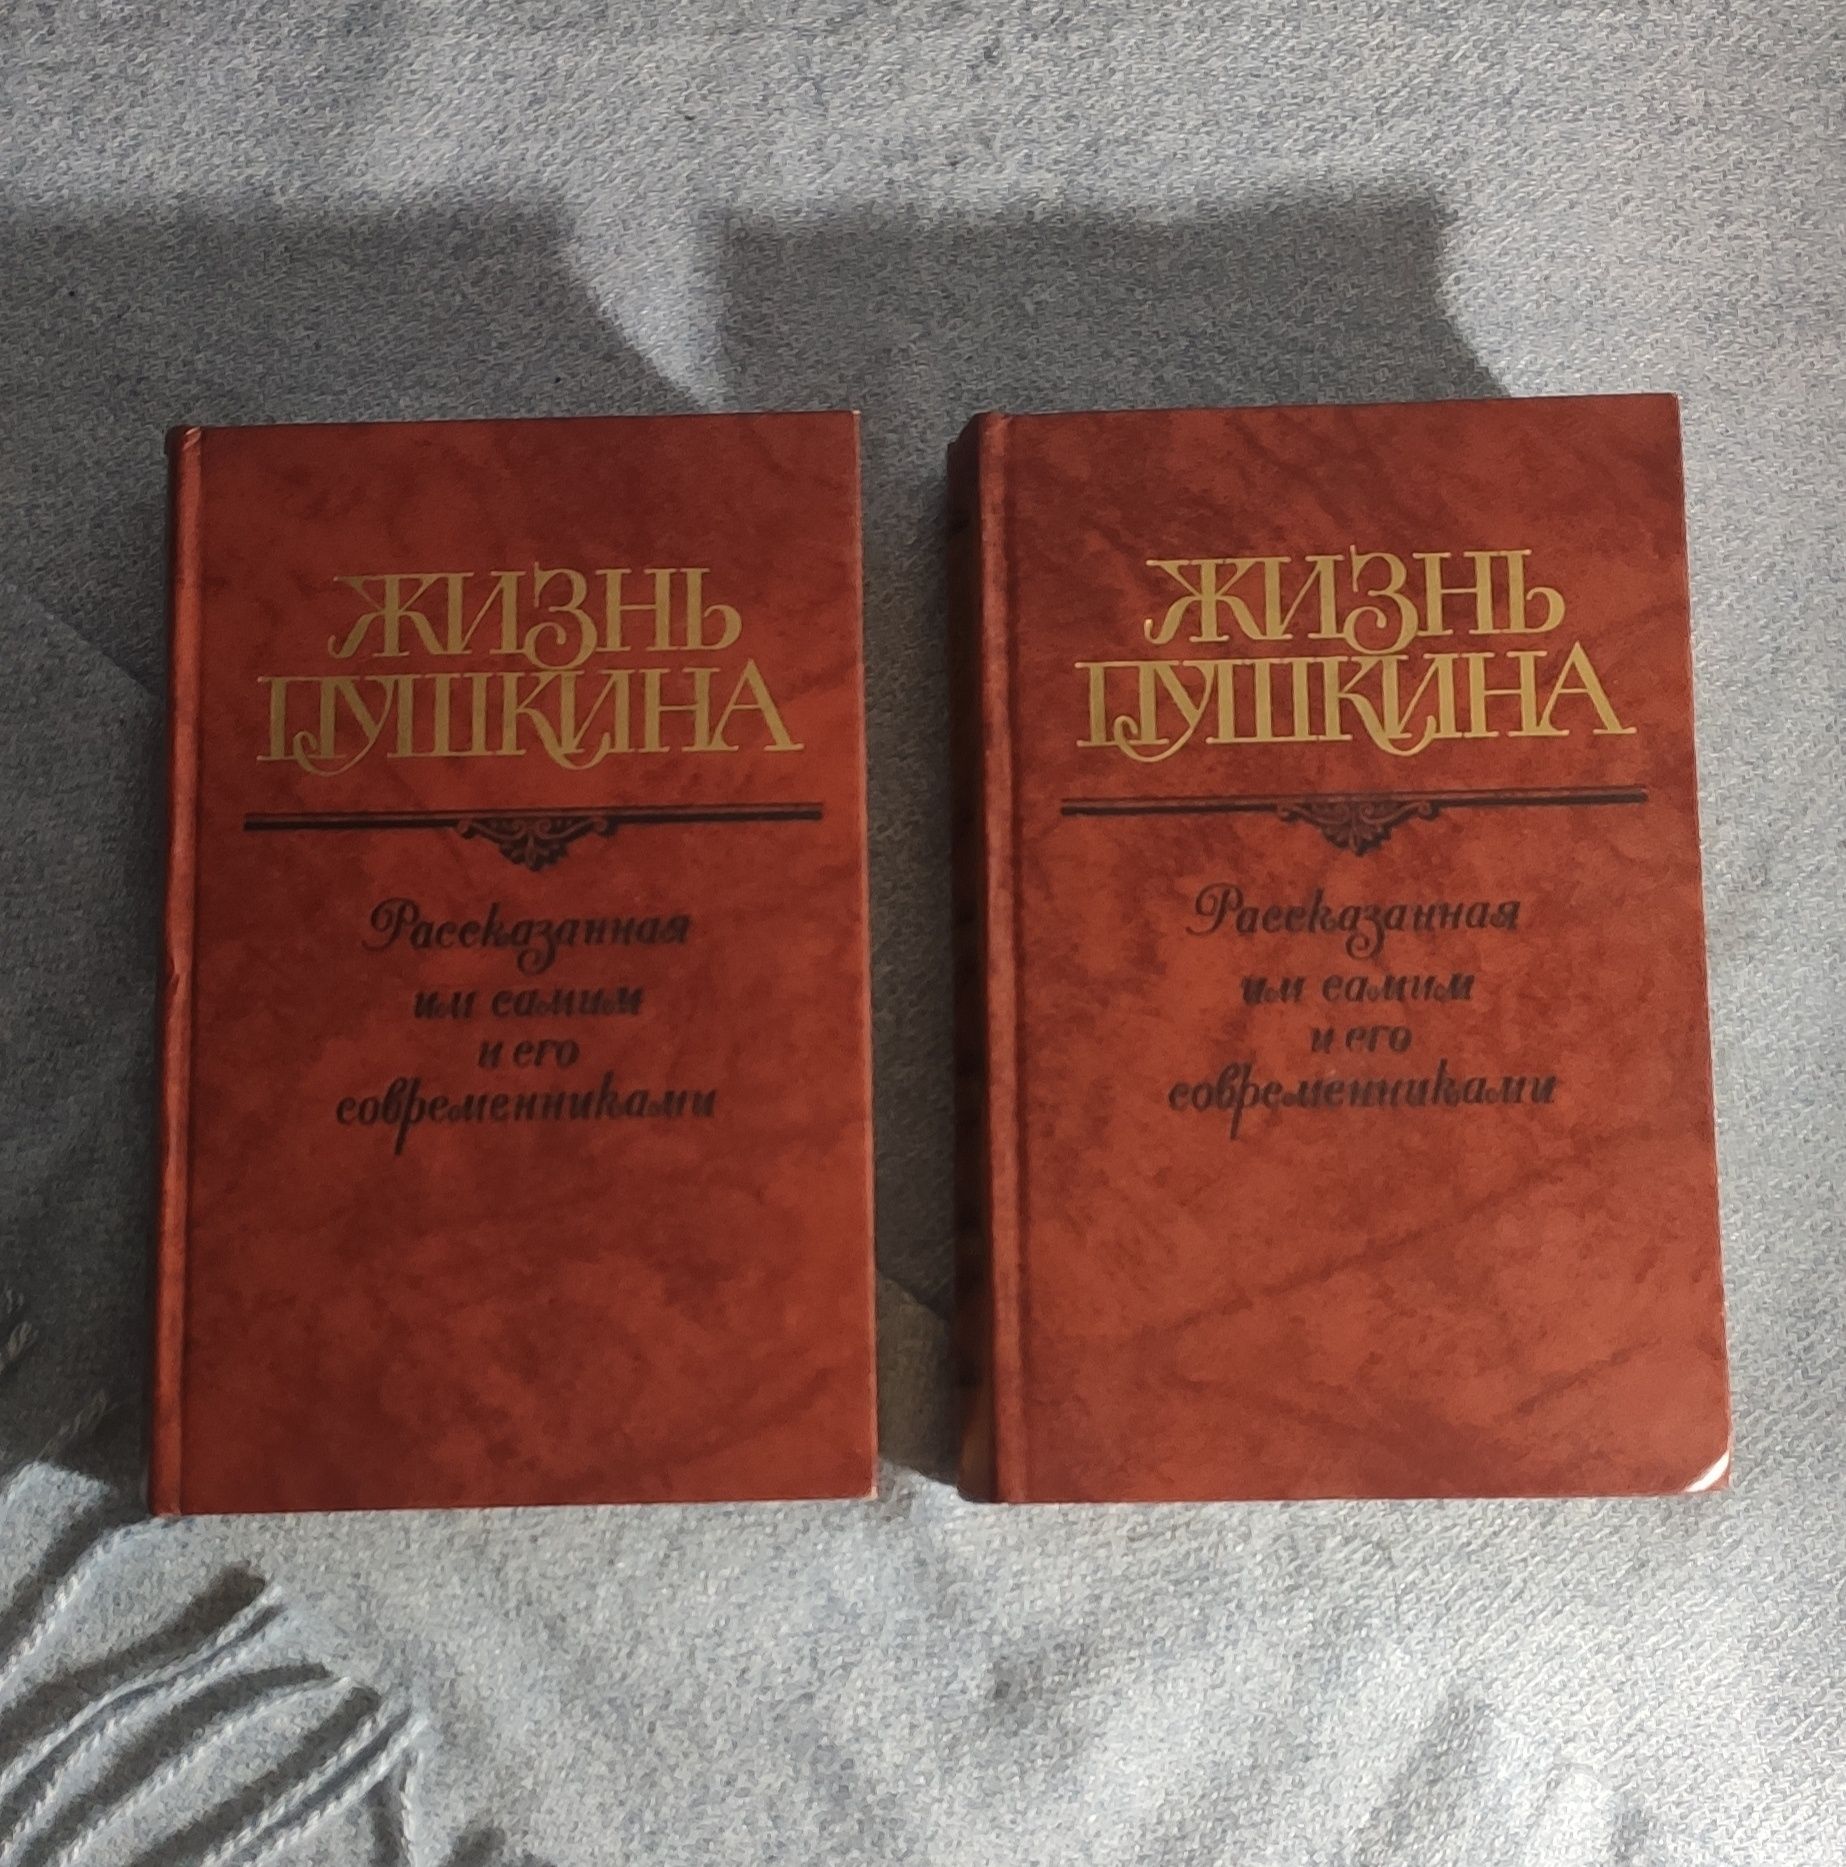 ЖИЗНЬ
ПУШКИНА
Рассказанная
им самим
и его
современниками
ЖИЗНЬ
ПУШКИНА
Рассказанная
им самим
и его
современниками